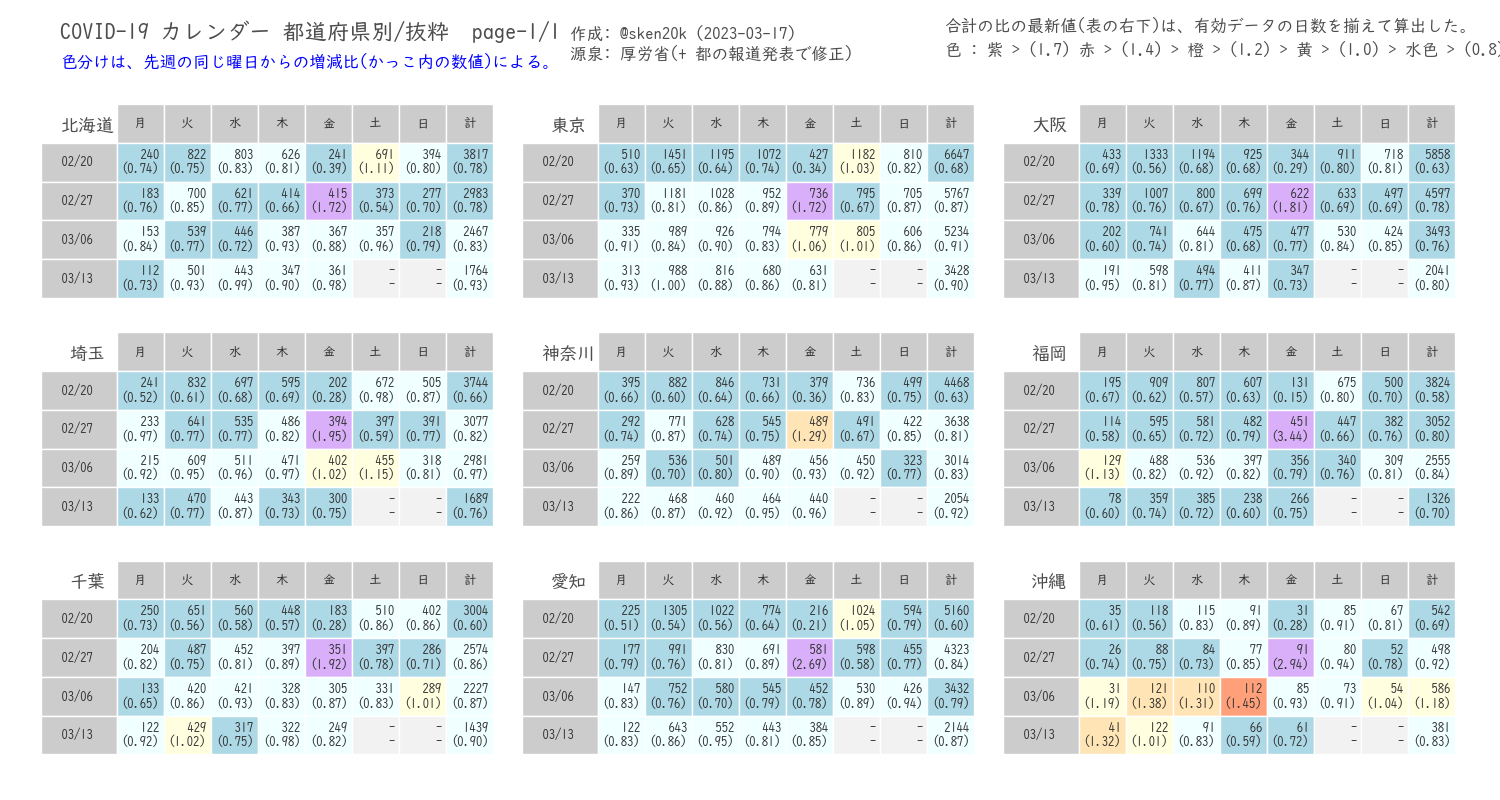 COVID-19 カレンダー 都道府県別/抜粋 page-1/1 作成: @sken20k (2023-03-17)
源泉: 厚労省(+ 都の報道発表で修正)
色分けは、先週の同じ曜日からの増減比(かっこ内の数値)による。
合計の比の最新値(表の右下)は、有効データの日数を揃えて算出した。
色 : 紫 > (1.7) 赤 > (1.4) > 橙 > (1.2) > 黄 > (1.0) > 水色 > (0.8)
北海道 月 火 水 木 金 土 日 計
02/20 240 822 803 626 241 691 394 3817
(0.74) (0.75) (0.83) (0.81) (0.39) (1.11) (0.80) (0.78)
02/27 183 700 621 414 415 373 277 2983
(0.76) (0.85) (0.77) (0.66) (1.72) (0.54) (0.70) (0.78)
03/06 153 539 446 387 367 357 218 2467
(0.84) (0.77) (0.72) (0.93) (0.88) (0.96) (0.79) (0.83)
03/13 112 501 443 347 361 - - 1764
(0.73) (0.93) (0.99) (0.90) (0.98) - - (0.93)
東京 月 火 水 木 金 土 日 計
02/20 510 1451 1195 1072 427 1182 810 6647
(0.63) (0.65) (0.64) (0.74) (0.34) (1.03) (0.82) (0.68)
02/27 370 1181 1028 952 736 795 705 5767
(0.73) (0.81) (0.86) (0.89) (1.72) (0.67) (0.87) (0.87)
03/06 335 989 926 794 779 805 606 5234
(0.91) (0.84) (0.90) (0.83) (1.06) (1.01) (0.86) (0.91)
03/13 313 988 816 680 631 - - 3428
(0.93) (1.00) (0.88) (0.86) (0.81) - - (0.90)
大阪 月 火 水 木 金 土 日 計
02/20 433 1333 1194 925 344 911 718 5858
(0.69) (0.56) (0.68) (0.68) (0.29) (0.80) (0.81) (0.63)
02/27 339 1007 800 699 622 633 497 4597
(0.78) (0.76) (0.67) (0.76) (1.81) (0.69) (0.69) (0.78)
03/06 202 741 644 475 477 530 424 3493
(0.60) (0.74) (0.81) (0.68) (0.77) (0.84) (0.85) (0.76)
03/13 191 598 494 411 347 - - 2041
(0.95) (0.81) (0.77) (0.87) (0.73) - - (0.80)
埼玉 月 火 水 木 金 土 日 計
02/20 241 832 697 595 202 672 505 3744
(0.52) (0.61) (0.68) (0.69) (0.28) (0.98) (0.87) (0.66)
02/27 233 641 535 486 394 397 391 3077
(0.97) (0.77) (0.77) (0.82) (1.95) (0.59) (0.77) (0.82)
03/06 215 609 511 471 402 455 318 2981
(0.92) (0.95) (0.96) (0.97) (1.02) (1.15) (0.81) (0.97)
03/13 133 470 443 343 300 - - 1689
(0.62) (0.77) (0.87) (0.73) (0.75) - - (0.76)
神奈川 月 火 水 木 金 土 日 計
02/20 395 882 846 731 379 736 499 4468
(0.66) (0.60) (0.64) (0.66) (0.36) (0.83) (0.75) (0.63)
02/27 292 771 628 545 489 491 422 3638
(0.74) (0.87) (0.74) (0.75) (1.29) (0.67) (0.85) (0.81)
03/06 259 536 501 489 456 450 323 3014
(0.89) (0.70) (0.80) (0.90) (0.93) (0.92) (0.77) (0.83)
03/13 222 468 460 464 440 - - 2054
(0.86) (0.87) (0.92) (0.95) (0.96) - - (0.92)
福岡 月 火 水 木 金 土 日 計
02/20 195 909 807 607 131 675 500 3824
(0.67) (0.62) (0.57) (0.63) (0.15) (0.80) (0.70) (0.58)
02/27 114 595 581 482 451 447 382 3052
(0.58) (0.65) (0.72) (0.79) (3.44) (0.66) (0.76) (0.80)
03/06 129 488 536 397 356 340 309 2555
(1.13) (0.82) (0.92) (0.82) (0.79) (0.76) (0.81) (0.84)
03/13 78 359 385 238 266 - - 1326
(0.60) (0.74) (0.72) (0.60) (0.75) - - (0.70)
千葉 月 火 水 木 金 土 日 計
02/20 250 651 560 448 183 510 402 3004
(0.73) (0.56) (0.58) (0.57) (0.28) (0.86) (0.86) (0.60)
02/27 204 487 452 397 351 397 286 2574
(0.82) (0.75) (0.81) (0.89) (1.92) (0.78) (0.71) (0.86)
03/06 133 420 421 328 305 331 289 2227
(0.65) (0.86) (0.93) (0.83) (0.87) (0.83) (1.01) (0.87)
03/13 122 429 317 322 249 - - 1439
(0.92) (1.02) (0.75) (0.98) (0.82) - - (0.90)
愛知 月 火 水 木 金 土 日 計
02/20 225 1305 1022 774 216 1024 594 5160
(0.51) (0.54) (0.56) (0.64) (0.21) (1.05) (0.79) (0.60)
02/27 177 991 830 691 581 598 455 4323
(0.79) (0.76) (0.81) (0.89) (2.69) (0.58) (0.77) (0.84)
03/06 147 752 580 545 452 530 426 3432
(0.83) (0.76) (0.70) (0.79) (0.78) (0.89) (0.94) (0.79)
03/13 122 643 552 443 384 - - 2144
(0.83) (0.86) (0.95) (0.81) (0.85) - - (0.87)
沖縄 月 火 水 木 金 土 日 計
02/20 35 118 115 91 31 85 67 542
(0.61) (0.56) (0.83) (0.89) (0.28) (0.91) (0.81) (0.69)
02/27 26 88 84 77 91 80 52 498
(0.74) (0.75) (0.73) (0.85) (2.94) (0.94) (0.78) (0.92)
03/06 31 121 110 112 85 73 54 586
(1.19) (1.38) (1.31) (1.45) (0.93) (0.91) (1.04) (1.18)
03/13 41 122 91 66 61 - - 381
(1.32) (1.01) (0.83) (0.59) (0.72) - - (0.83)